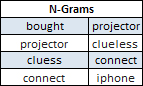 N-Grams
bought projector
projector clueless
cluess connect
connect iphone